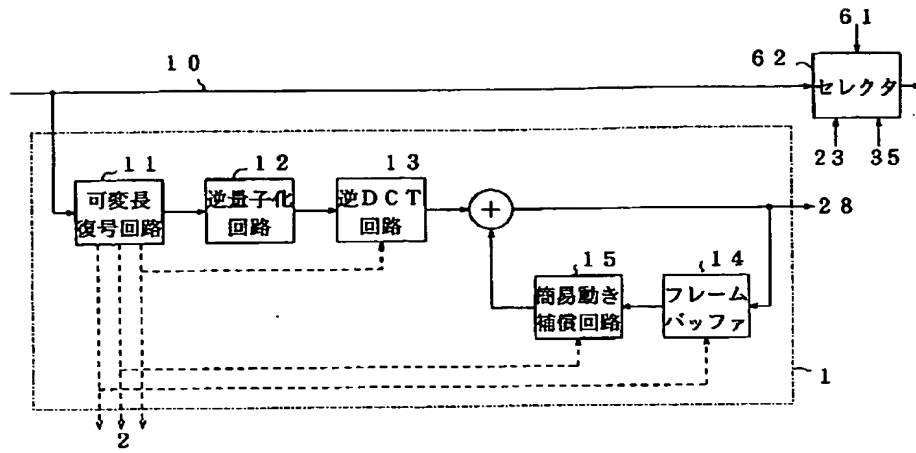 ６１
１０
６２
セレクタ
２３
３５
１１
１２
１３
可変長
復号回路
逆量子化
回路
逆ＤＣＴ
回路
+
２８
１５
１４
簡易動き
補償回路
フレーム
バッファ
１
２